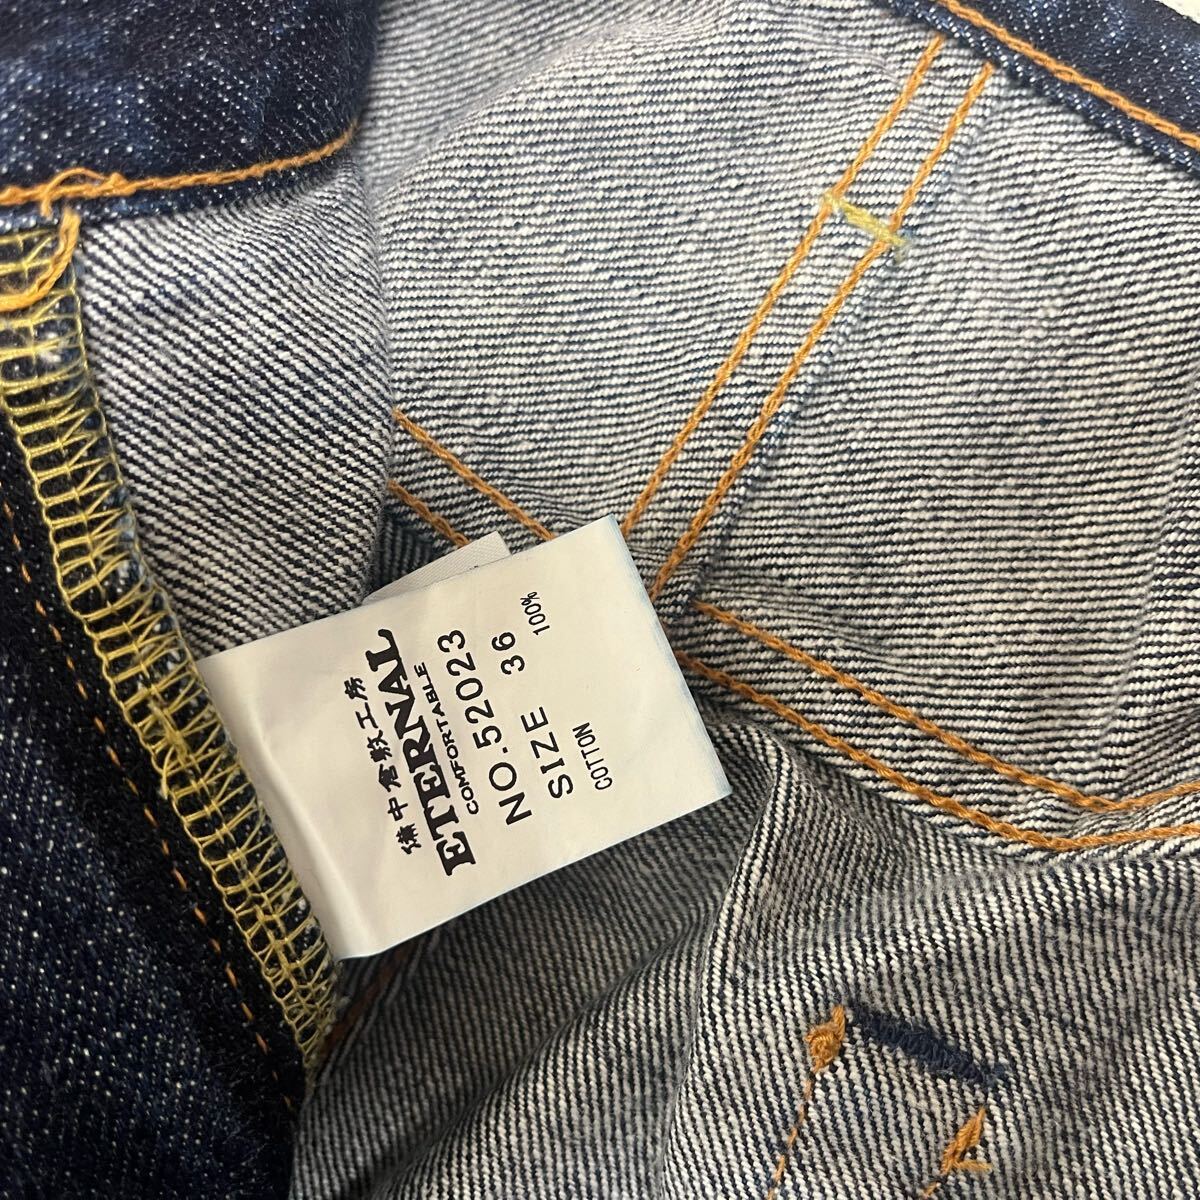 備中倉敷工房
ETERNAL
COMFORTABLE
NO.52023
SIZE 36
COTTON 100%